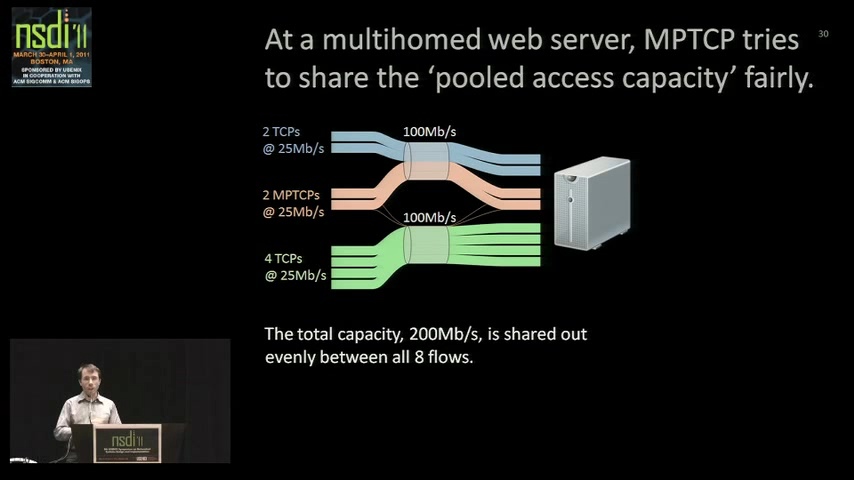 nsdi'11
MARCH 30–APRIL 1, 2011
BOSTON, MA
SPONSORED BY USENIX
IN COOPERATION WITH
ACM SIGCOMM & ACM SIGOPS
At a multihomed web server, MPTCP tries
to share the ‘pooled access capacity’ fairly.
30
2 TCPs
@ 25Mb/s
100Mb/s
2 MPTCPs
@ 25Mb/s
100Mb/s
4 TCPs
@ 25Mb/s
The total capacity, 200Mb/s, is shared out
evenly between all 8 flows.
nsdi'11